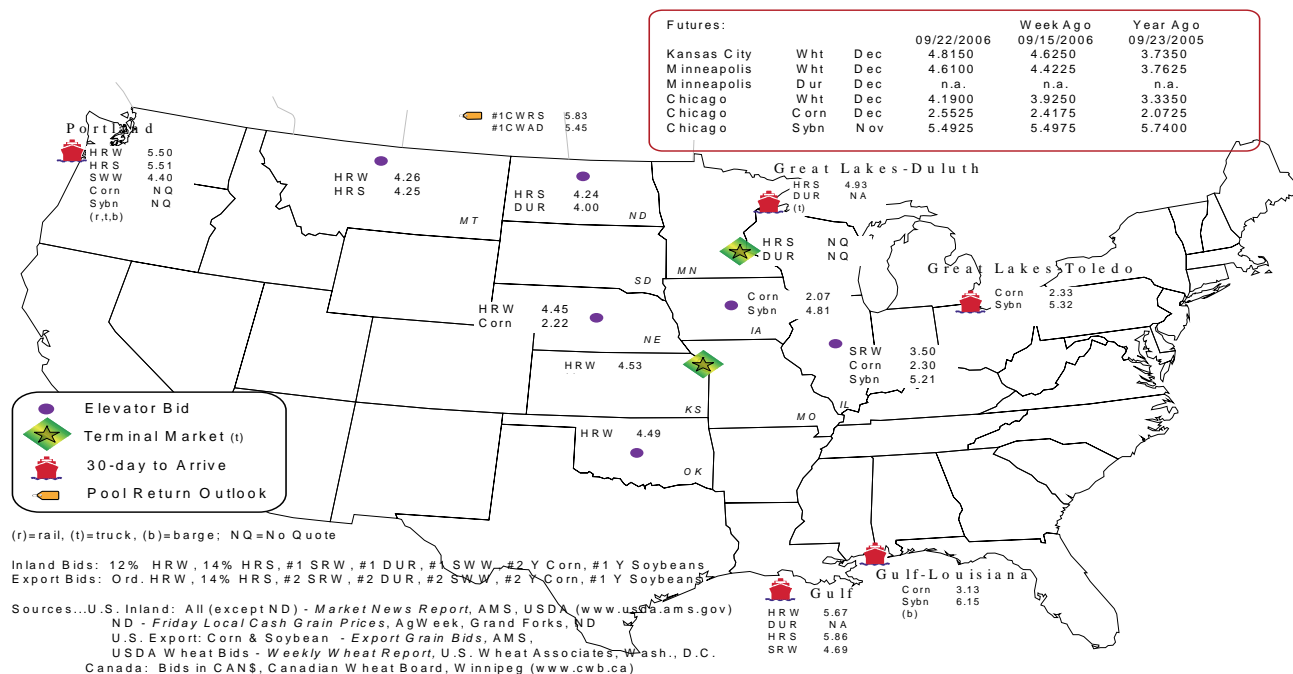 Futures:
Week Ago Year Ago
09/22/2006 09/15/2006 09/23/2005
Kansas City Wht Dec 4.8150 4.6250 3.7350
Minneapolis Wht Dec 4.6100 4.4225 3.7625
Minneapolis Dur Dec n.a. n.a. n.a.
Chicago Wht Dec 4.1900 3.9250 3.3350
Chicago Corn Dec 2.5525 2.4175 2.0725
Chicago Sybn Nov 5.4925 5.4975 5.7400
#1CWRS 5.83
#1CWAD 5.45
Portland
HRW 5.50
HRS 5.51
SWW 4.40
Corn NQ
Sybn NQ
(r,t,b)
HRW 4.26
HRS 4.25
MT
HRS 4.24
DUR 4.00
ND
Great Lakes-Duluth
HRS 4.93
DUR NA
(t)
HRS NQ
DUR NQ
MN
SD
Great Lakes-Toledo
Corn 2.33
Sybn 5.32
HRW 4.45
Corn 2.22
NE
Corn 2.07
Sybn 4.81
IA
SRW 3.50
Corn 2.30
Sybn 5.21
IL
HRW 4.53
KS
MO
HRW 4.49
OK
Elevator Bid
Terminal Market (t)
30-day to Arrive
Pool Return Outlook
(r)=rail, (t)=truck, (b)=barge; NQ=No Quote
Inland Bids: 12% HRW, 14% HRS, #1 SRW, #1 DUR, #1 SWW, #2 Y Corn, #1 Y Soybeans
Export Bids: Ord. HRW, 14% HRS, #2 SRW, #2 DUR, #2 SWW, #2 Y Corn, #1 Y Soybeans
Gulf-Louisiana
Corn 3.13
Sybn 6.15
(b)
Gulf
HRW 5.67
DUR NA
HRS 5.86
SRW 4.69
Sources...U.S. Inland: All (except ND) - Market News Report, AMS, USDA (www.usda.ams.gov)
ND - Friday Local Cash Grain Prices, AgWeek, Grand Forks, ND
U.S. Export: Corn & Soybean - Export Grain Bids, AMS,
USDA Wheat Bids - Weekly Wheat Report, U.S. Wheat Associates, Wash., D.C.
Canada: Bids in CAN$, Canadian Wheat Board, Winnipeg (www.cwb.ca)